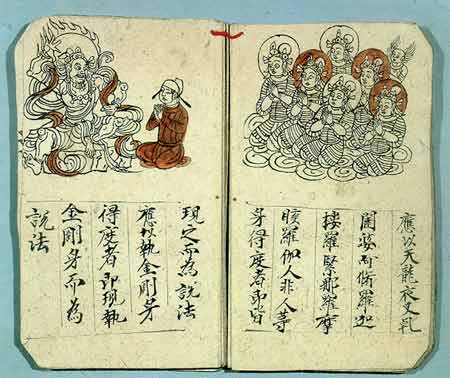 應以天龍夜叉乹
闥婆阿脩羅迦
樓羅緊那羅摩
睺羅伽人非人等
身得度者即皆
現之而為說法
應以執金剛身
得度者即現執
金剛身而為
說法